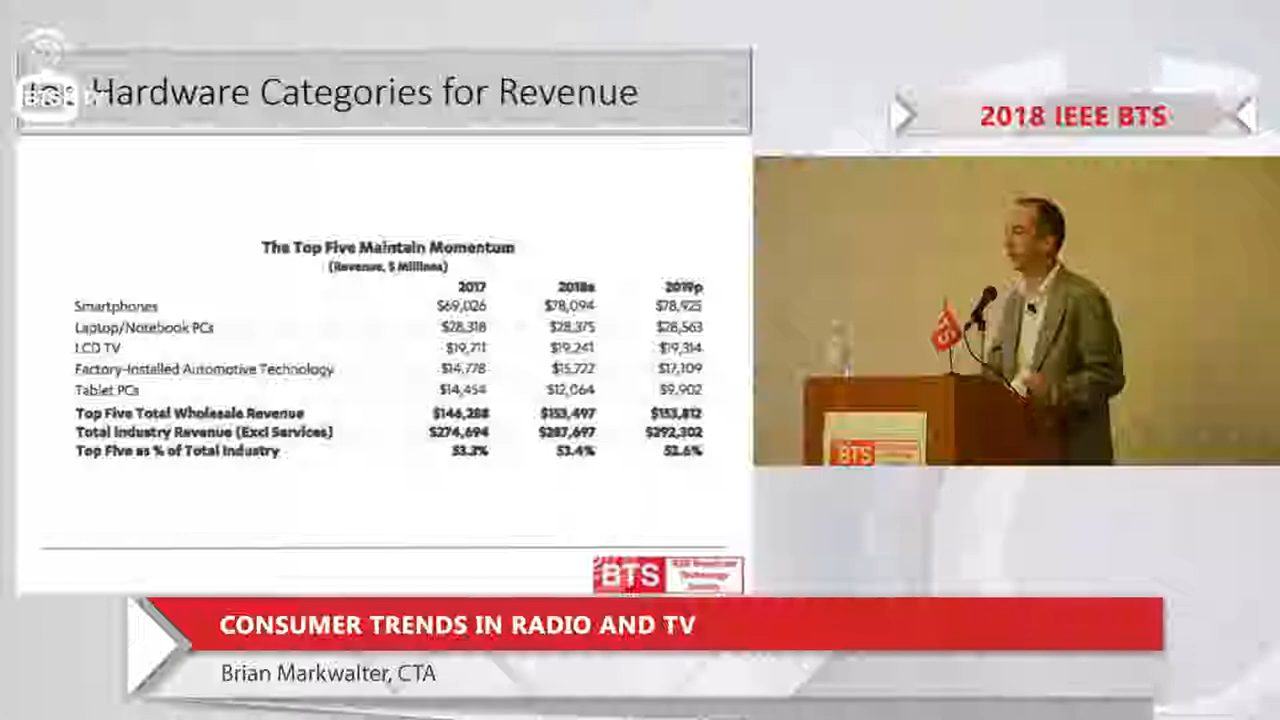 Hardware Categories for Revenue
2018 IEEE BTS
The Top Five Maintain Momentum
(Revenue, $ Millions)
2017 2018e 2019p
Smartphones $69,026 $78,094 $78,925
Laptop/Notebook PCs $28,318 $28,375 $28,563
LCD TV $19,711 $19,241 $19,314
Factory-Installed Automotive Technology $14,778 $15,722 $17,109
Tablet PCs $14,454 $12,064 $9,902
Top Five Total Wholesale Revenue $146,288 $153,497 $153,812
Total Industry Revenue (Excl Services) $274,694 $287,697 $292,302
Top Five as % of Total Industry 53.3% 53.4% 52.6%
BTS
BTS
BTS
IEEE Broadcast
Technology
Society
CONSUMER TRENDS IN RADIO AND TV
Brian Markwalter, CTA